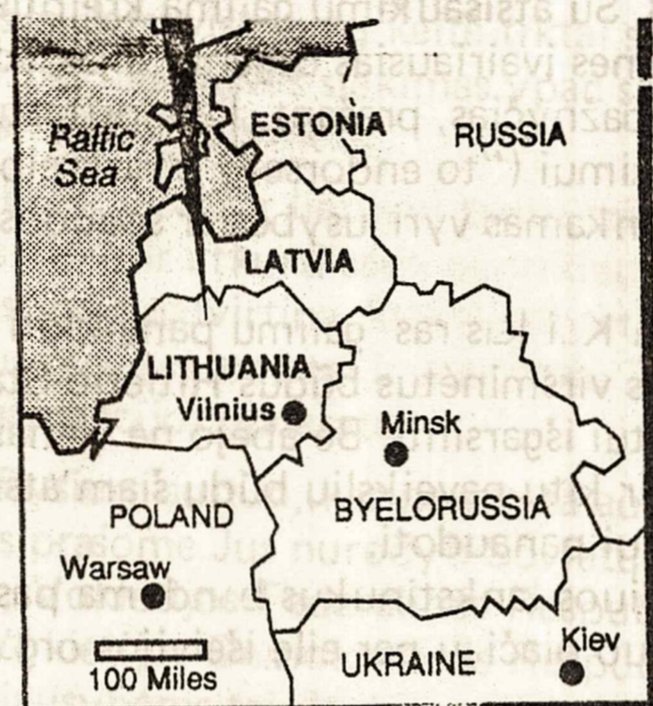 Baltic
Sea
ESTONIA
RUSSIA
LATVIA
LITHUANIA
Vilnius
Minsk
POLAND
BYELORUSSIA
Warsaw
100 Miles
UKRAINE
Kiev